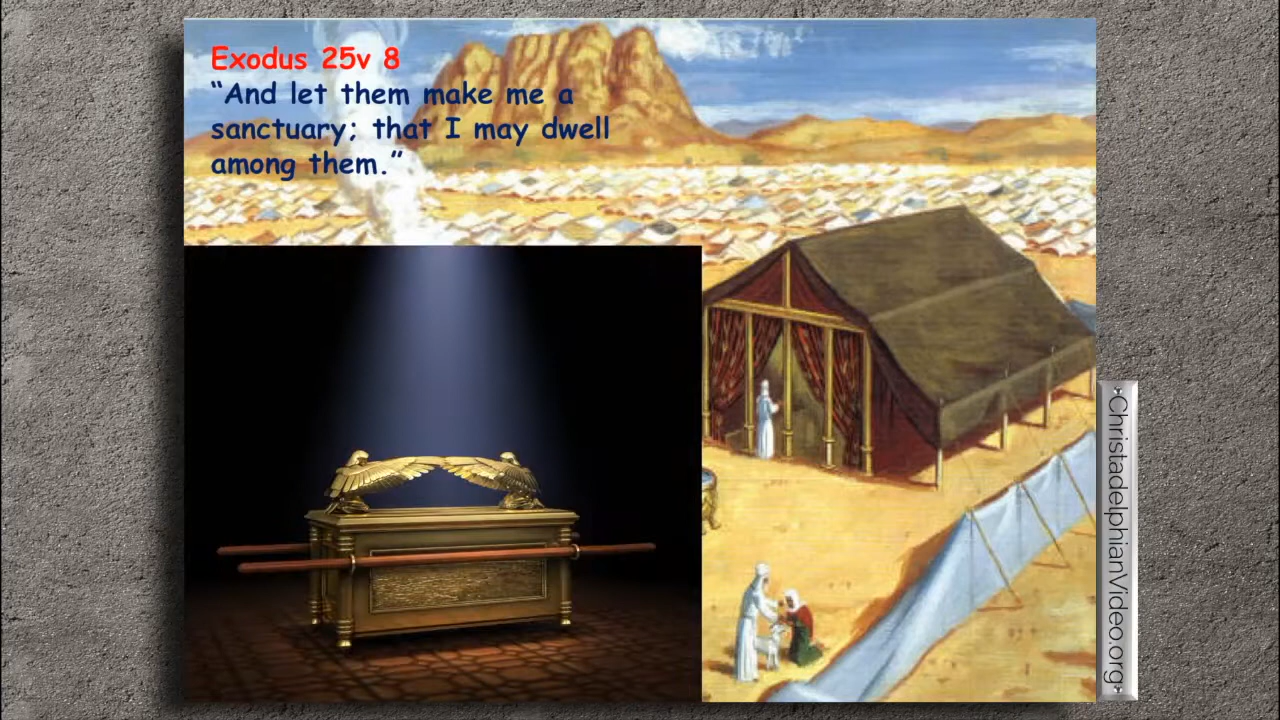 Exodus 25v 8
“And let them make me a
sanctuary; that I may dwell
among them.”
ChristadelphianVideo.org